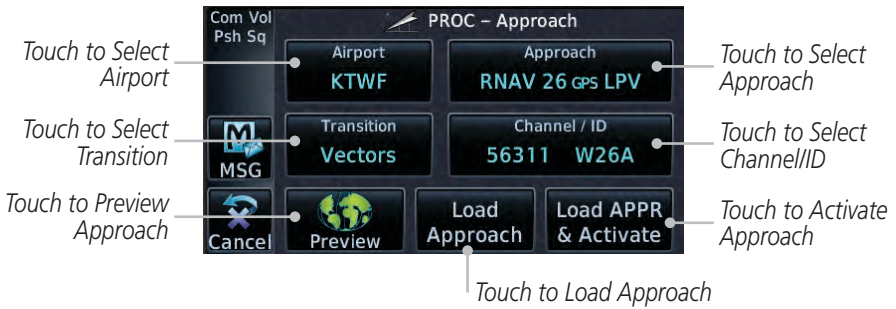 Com Vol
Psh Sq
PROC – Approach
Touch to Select
Airport
Airport
KTWF
Approach
RNAV 26 GPS LPV
Touch to Select
Approach
Touch to Select
Transition
MSG
Transition
Vectors
Channel / ID
56311 W26A
Touch to Select
Channel/ID
Touch to Preview
Approach
Cancel
Preview
Load
Approach
Load APPR
& Activate
Touch to Activate
Approach
Touch to Load Approach